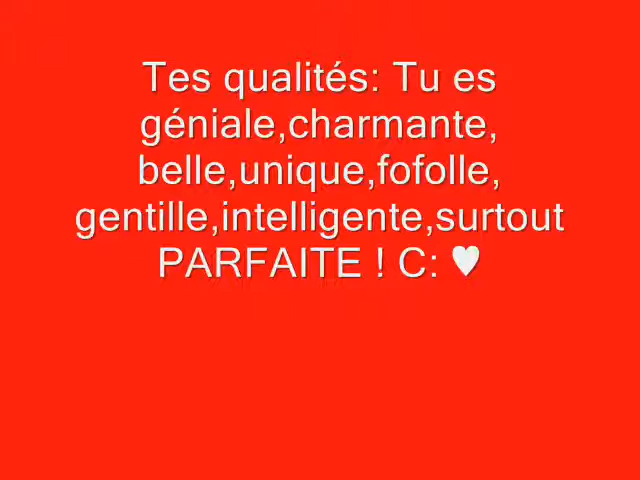 Tes qualités: Tu es
géniale,charmante,
belle,unique,fofolle,
gentille,intelligente,surtout
PARFAITE ! C: ♥